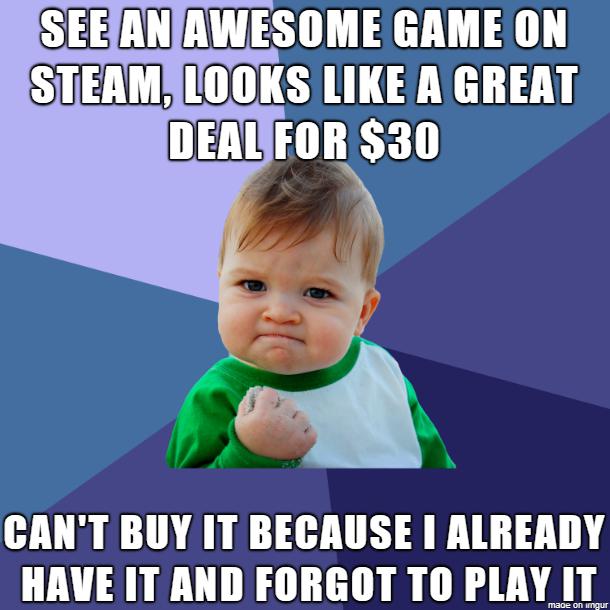 SEE AN AWESOME GAME ON
STEAM, LOOKS LIKE A GREAT
DEAL FOR $30
CAN'T BUY IT BECAUSE I ALREADY
HAVE IT AND FORGOT TO PLAY IT
made on imgur